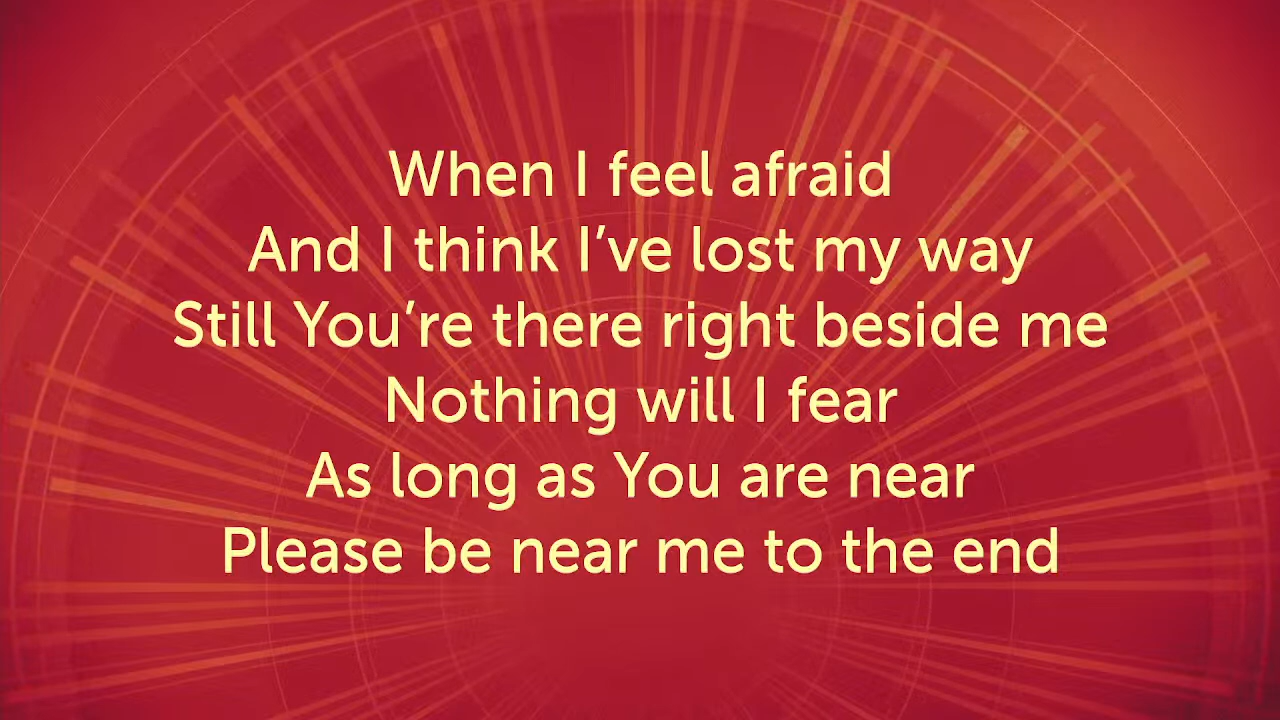 When I feel afraid
And I think I’ve lost my way
Still You’re there right beside me
Nothing will I fear
As long as You are near
Please be near me to the end